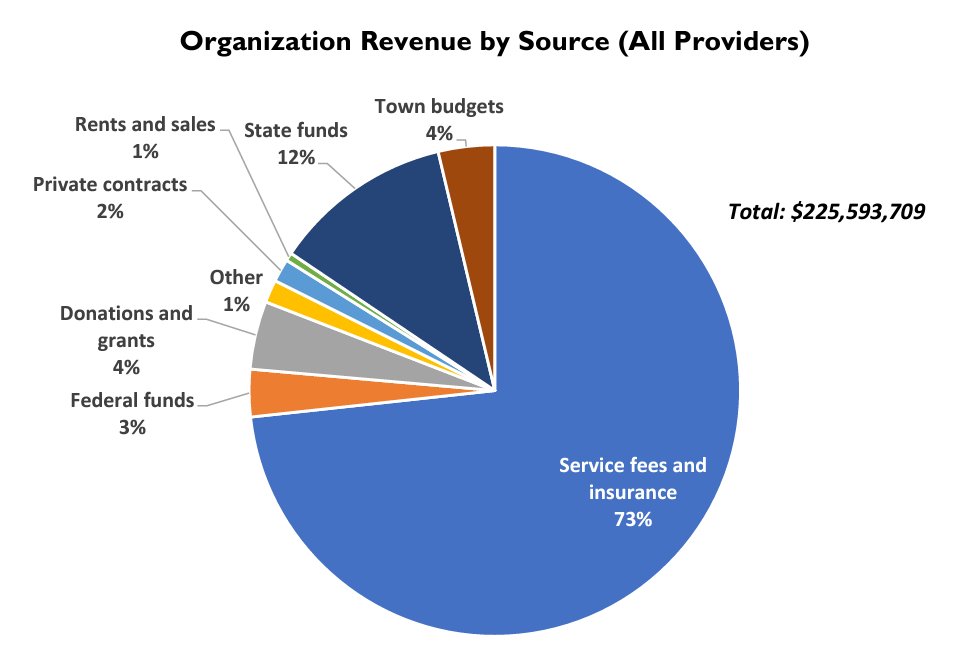 Organization Revenue by Source (All Providers)
Town budgets
4%
Rents and sales
1%
State funds
12%
Private contracts
2%
Total: $225,593,709
Other
1%
Donations and
grants
4%
Federal funds
3%
Service fees and
insurance
73%